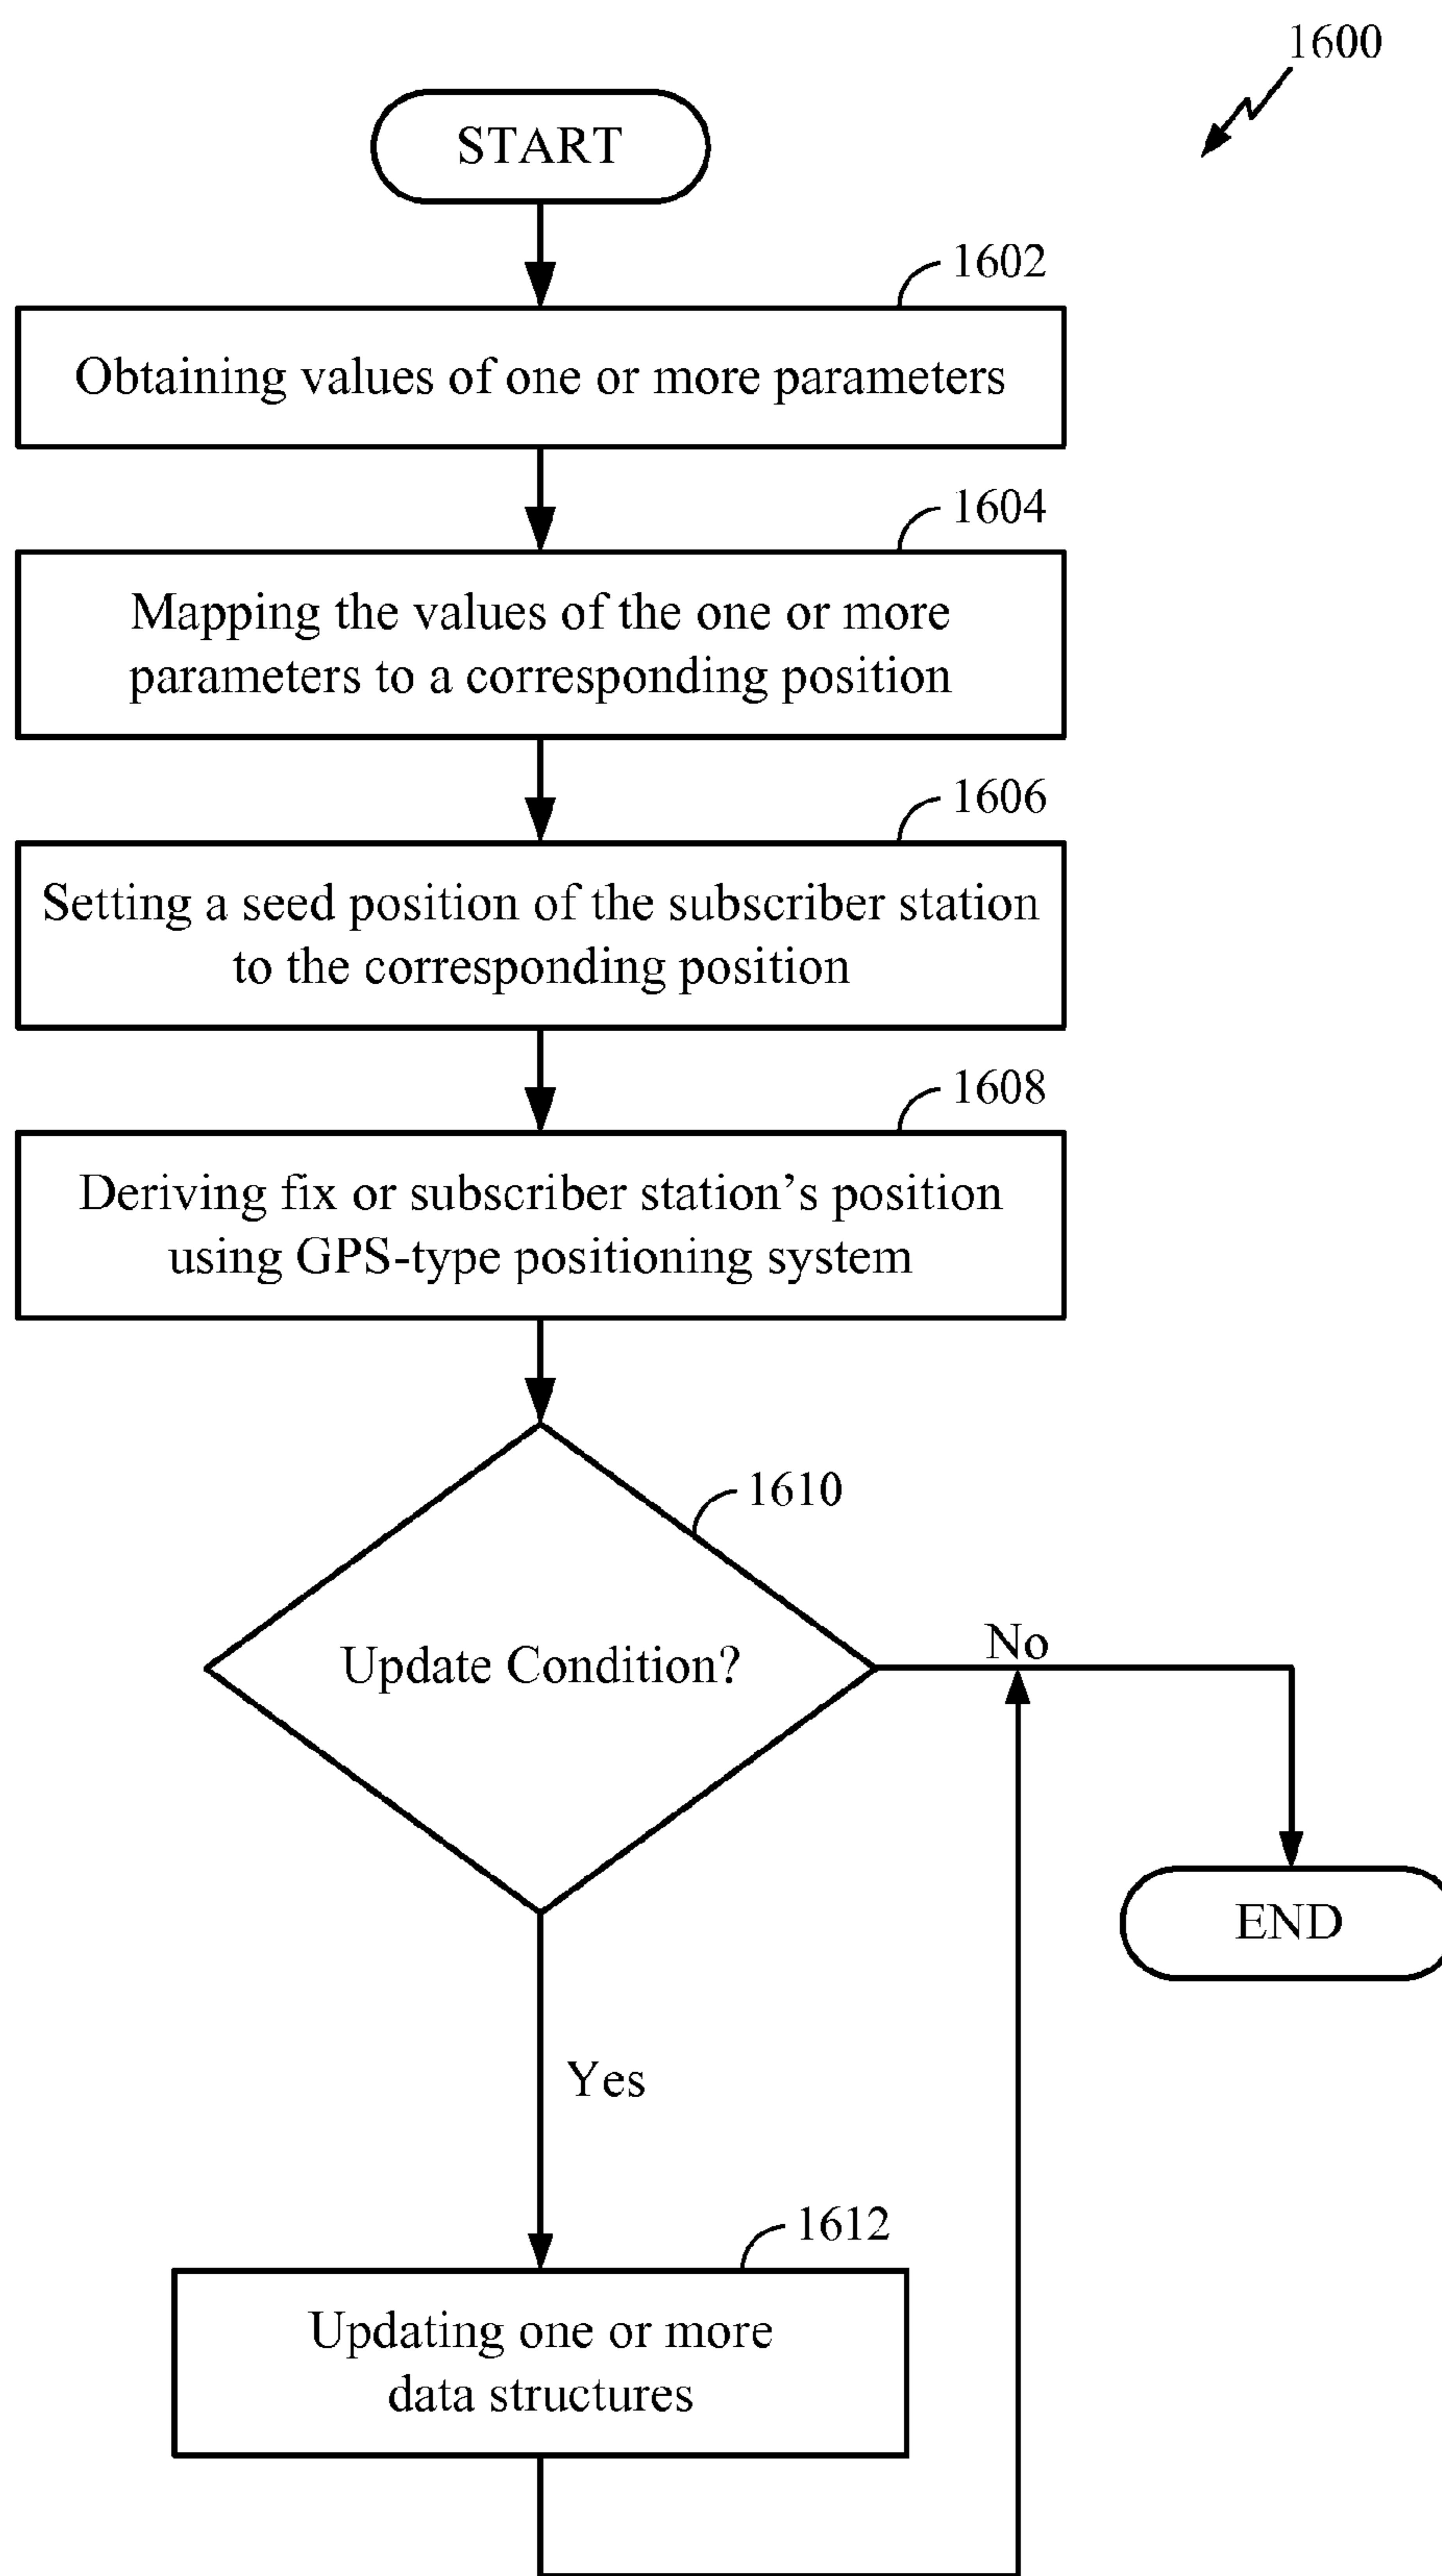 1600
START
1602
Obtaining values of one or more parameters
1604
Mapping the values of the one or more
parameters to a corresponding position
1606
Setting a seed position of the subscriber station
to the corresponding position
1608
Deriving fix or subscriber station's position
using GPS-type positioning system
1610
Update Condition?
No
END
Yes
1612
Updating one or more
data structures